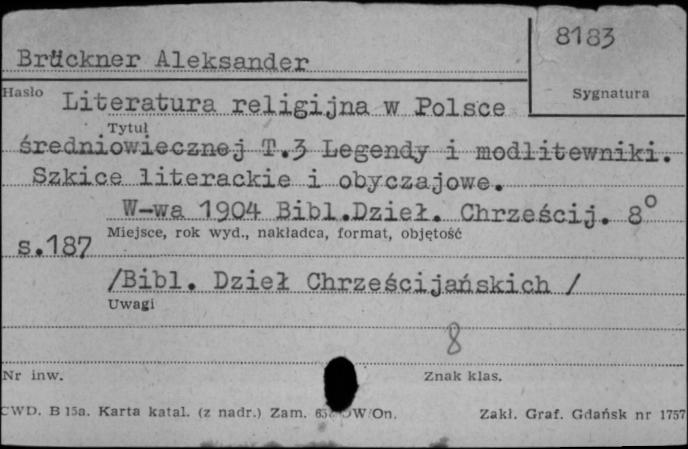 8183
Brückner Aleksander
Hasło
Sygnatura
Literatura religijna w Polsce
Tytuł
średniowiecznej T.3 Legendy i modlitewniki.
Szkice literackie i obyczajowe.
W-wa 1904 Bibl.Dzieł. Chrześcij. 8°
Miejsce, rok wyd., nakładca, format, objętość
s.187
/Bibl. Dzieł Chrześcijańskich /
Uwagi
8
Nr inw.
Znak klas.
CWD. B 15a. Karta katal. (z nadr.) Zam. On.
Zakł. Graf. Gdańsk nr 1757